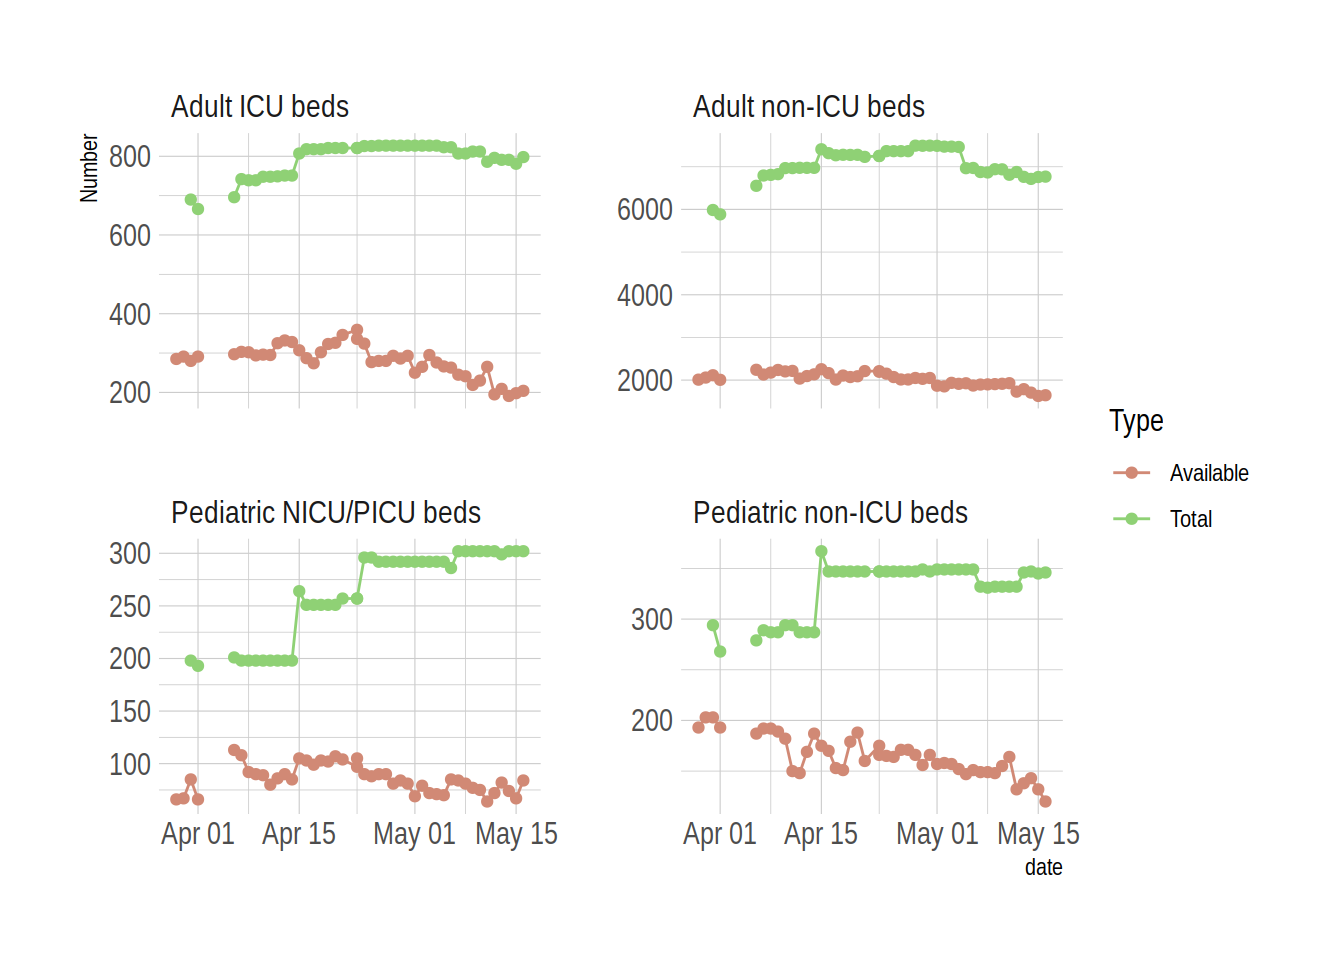 Adult ICU beds
Adult non-ICU beds
Number
800
600
400
200
6000
4000
2000
Pediatric NICU/PICU beds
Pediatric non-ICU beds
300
250
200
150
100
300
200
Apr 01
Apr 15
May 01
May 15
Apr 01
Apr 15
May 01
May 15
date
Type
Available
Total